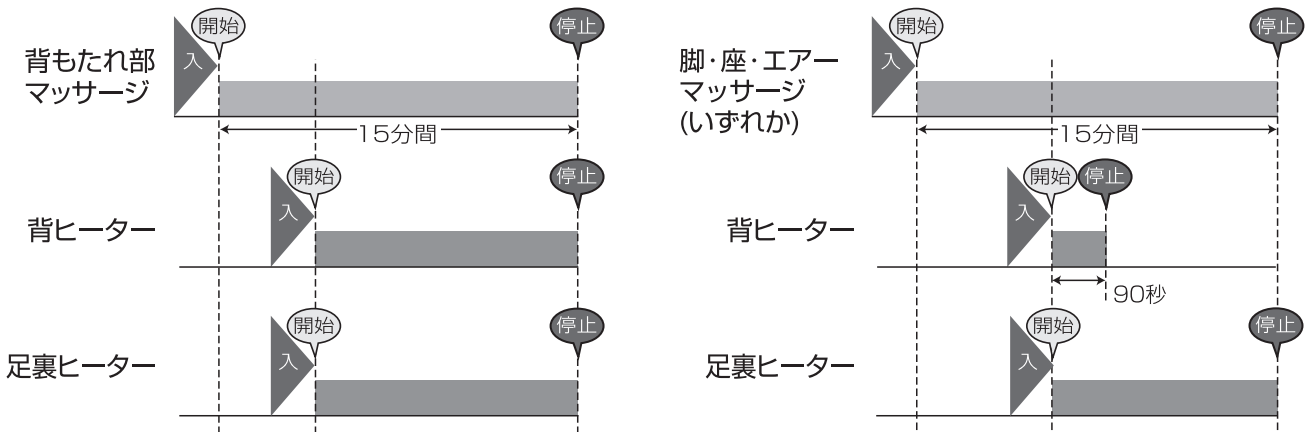 開始
停止
入
背もたれ部
マッサージ
15分間
開始
停止
入
背ヒーター
開始
停止
入
足裏ヒーター
開始
停止
入
脚・座・エアー
マッサージ
(いずれか)
15分間
開始
停止
入
背ヒーター
90秒
開始
停止
入
足裏ヒーター